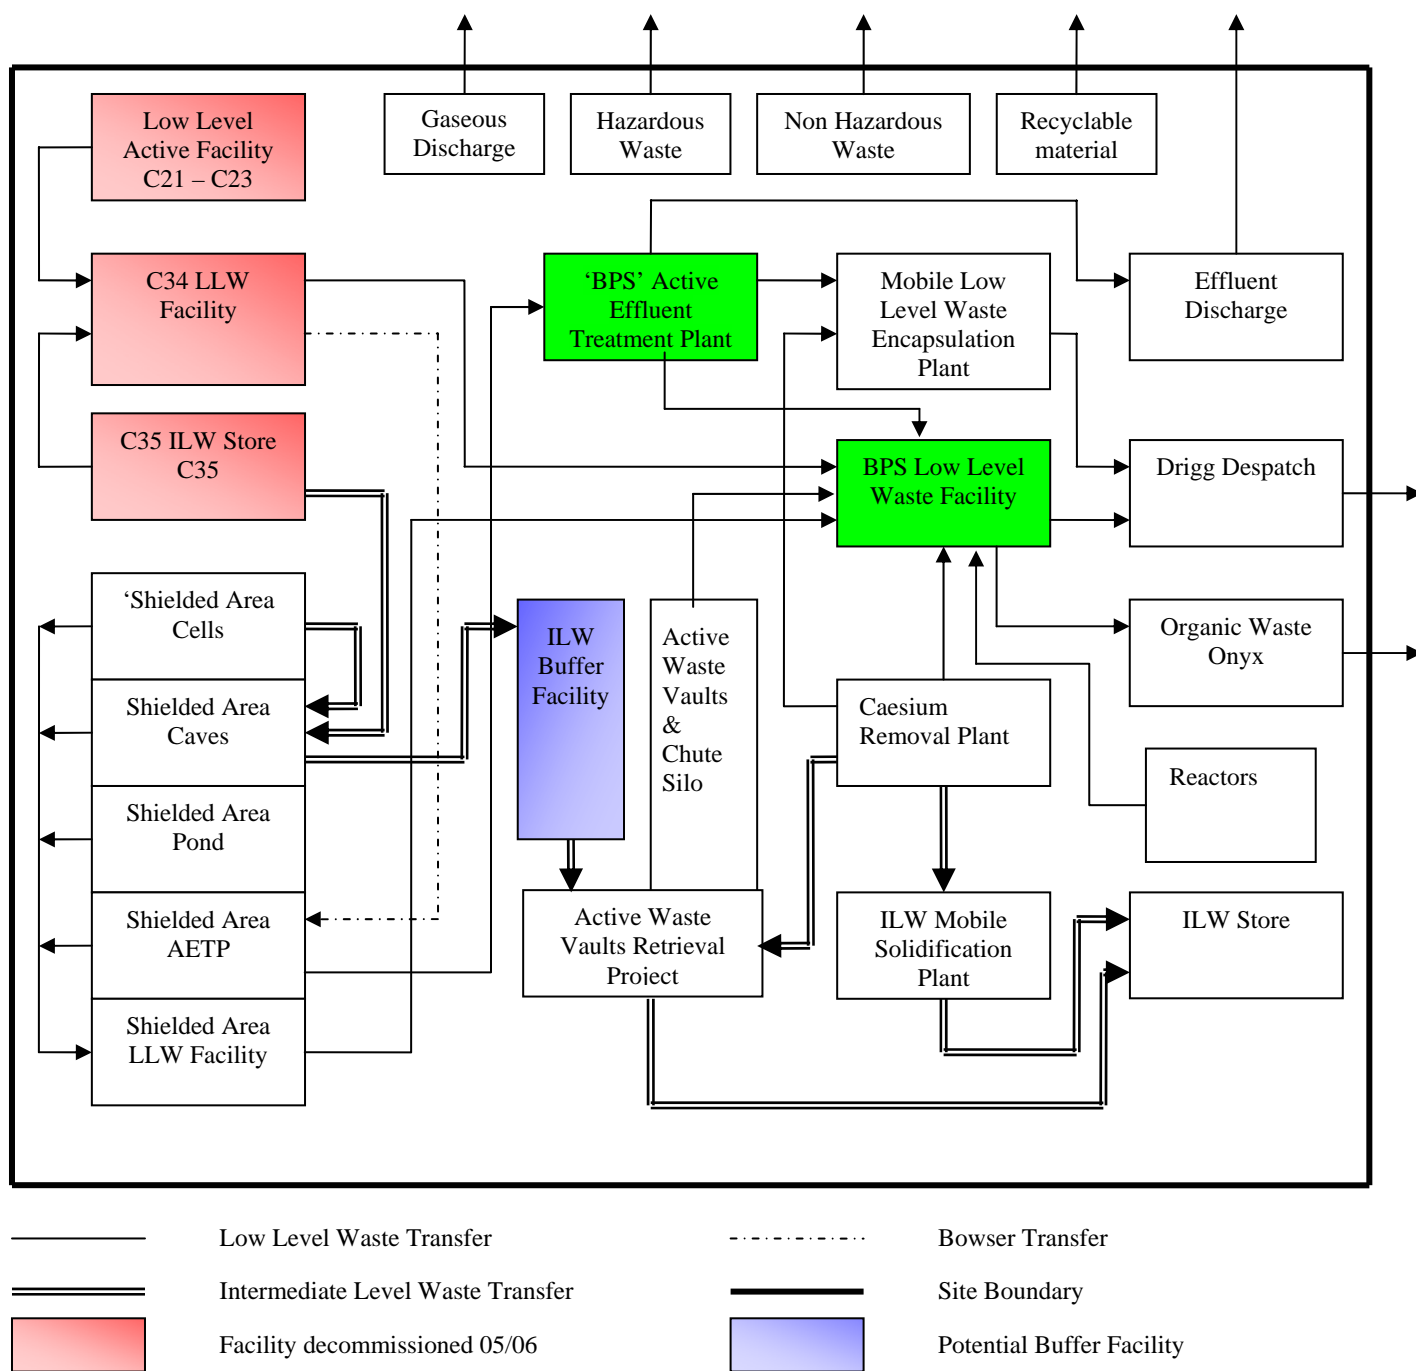 Low Level
Active Facility
C21 – C23
Gaseous
Discharge
Hazardous
Waste
Non Hazardous
Waste
Recyclable
material
C34 LLW
Facility
‘BPS’ Active
Effluent
Treatment Plant
Mobile Low
Level Waste
Encapsulation
Plant
Effluent
Discharge
C35 ILW Store
C35
BPS Low Level
Waste Facility
Drigg Despatch
‘Shielded Area
Cells
ILW
Buffer
Facility
Active
Waste
Vaults
&
Chute
Silo
Organic Waste
Onyx
Shielded Area
Caves
Caesium
Removal Plant
Reactors
Shielded Area
Pond
Shielded Area
AETP
Active Waste
Vaults Retrieval
Project
ILW Mobile
Solidification
Plant
ILW Store
Shielded Area
LLW Facility
Low Level Waste Transfer
Bowser Transfer
Intermediate Level Waste Transfer
Site Boundary
Facility decommissioned 05/06
Potential Buffer Facility